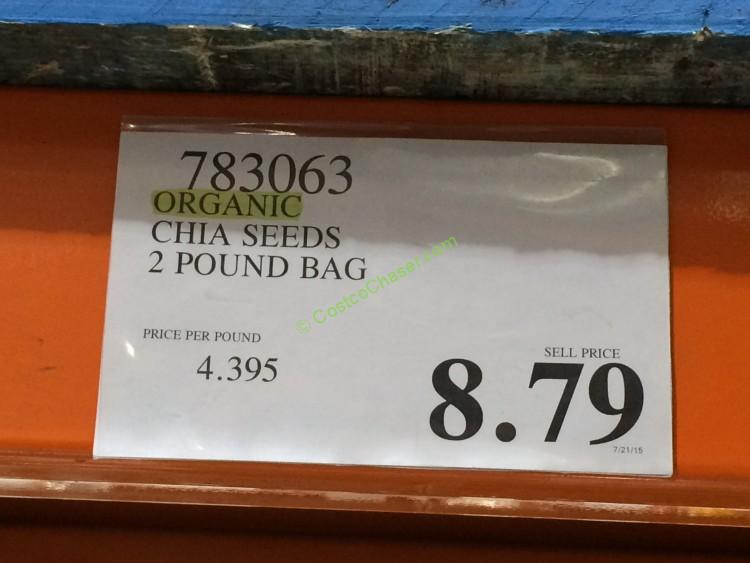 783063
ORGANIC
CHIA SEEDS
2 POUND BAG
© CostcoChaser.com
PRICE PER POUND
4.395
SELL PRICE
8.79
7/21/15